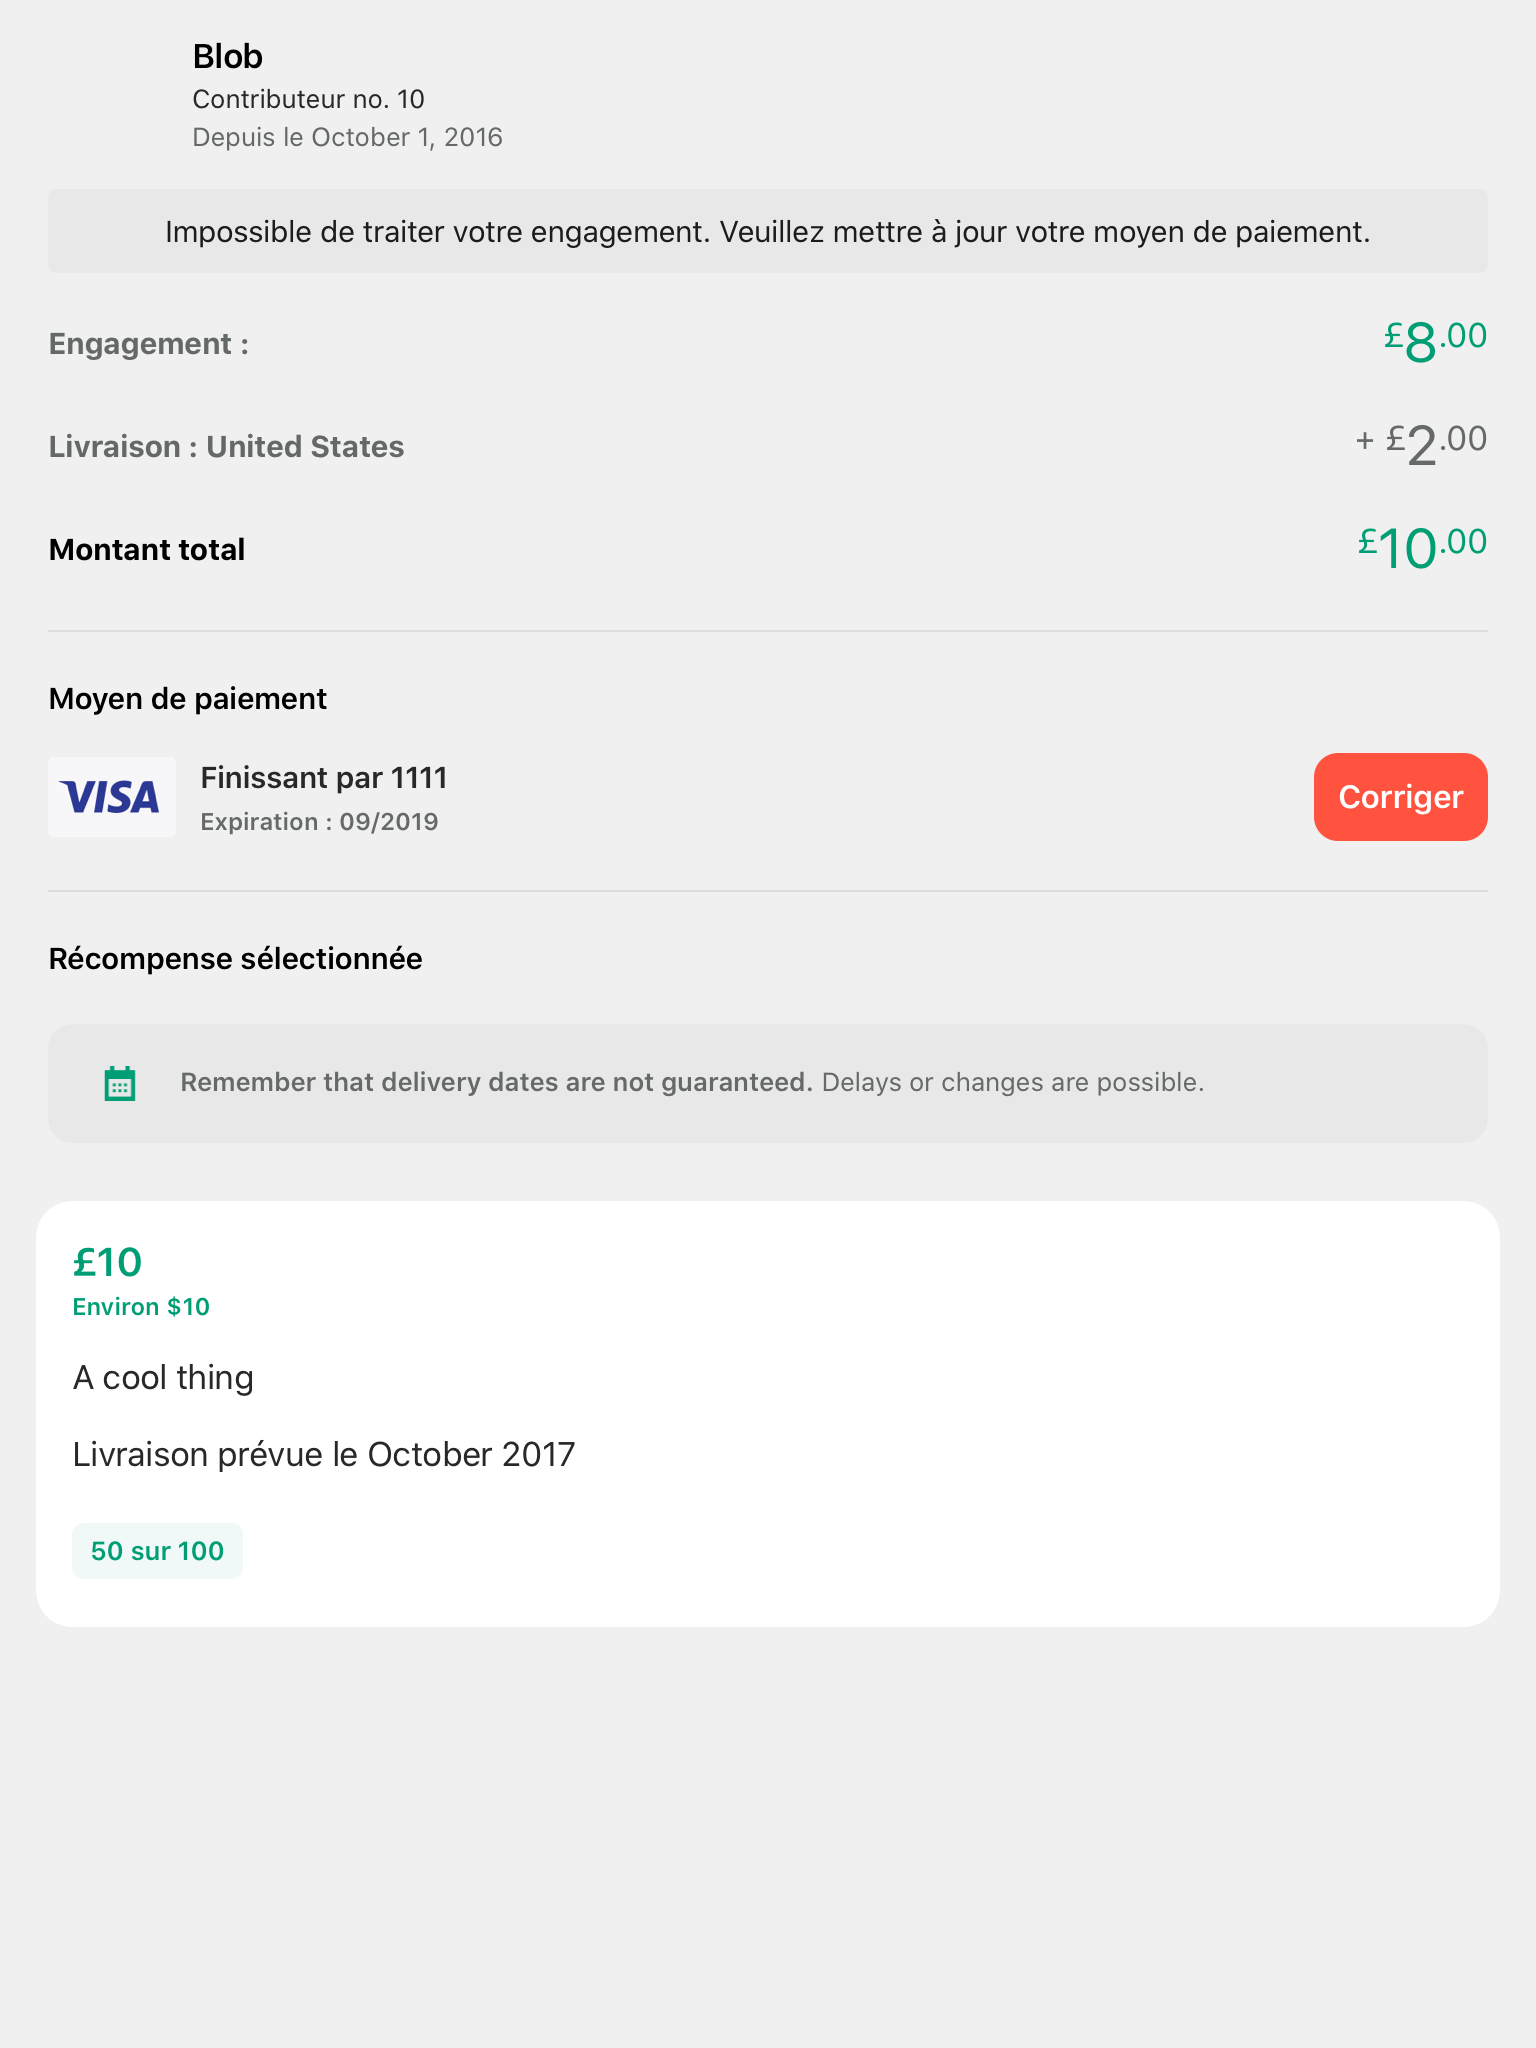 Blob
Contributeur no. 10
Depuis le October 1, 2016
Impossible de traiter votre engagement. Veuillez mettre à jour votre moyen de paiement.
Engagement : £8.00
Livraison : United States + £2.00
Montant total £10.00
Moyen de paiement
VISA Finissant par 1111 Corriger
Expiration : 09/2019
Récompense sélectionnée
Remember that delivery dates are not guaranteed. Delays or changes are possible.
£10
Environ $10
A cool thing
Livraison prévue le October 2017
50 sur 100